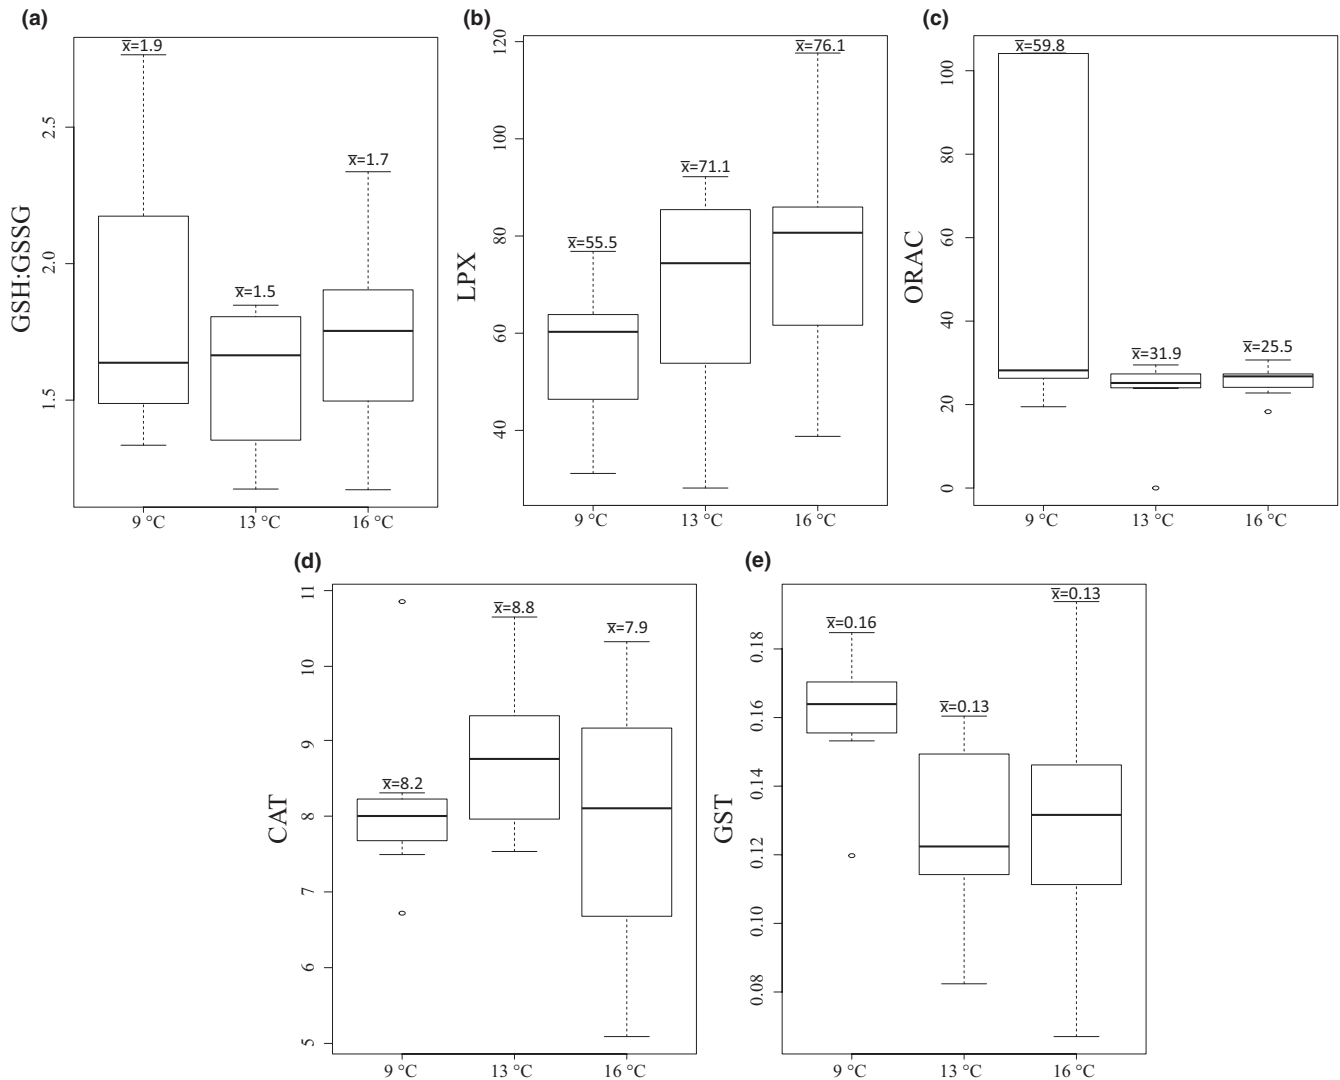 (a)
x̅=1.9
GSH:GSSG
2.5
2.0
1.5
x̅=1.5
x̅=1.7
9 °C
13 °C
16 °C
(b)
LPX
120
100
80
60
40
x̅=55.5
x̅=71.1
x̅=76.1
9 °C
13 °C
16 °C
(c)
ORAC
100
80
60
40
20
0
x̅=59.8
x̅=31.9
x̅=25.5
9 °C
13 °C
16 °C
(d)
CAT
11
10
9
8
7
6
5
x̅=8.2
x̅=8.8
x̅=7.9
9 °C
13 °C
16 °C
(e)
GST
0.18
0.16
0.14
0.12
0.10
0.08
x̅=0.16
x̅=0.13
x̅=0.13
9 °C
13 °C
16 °C